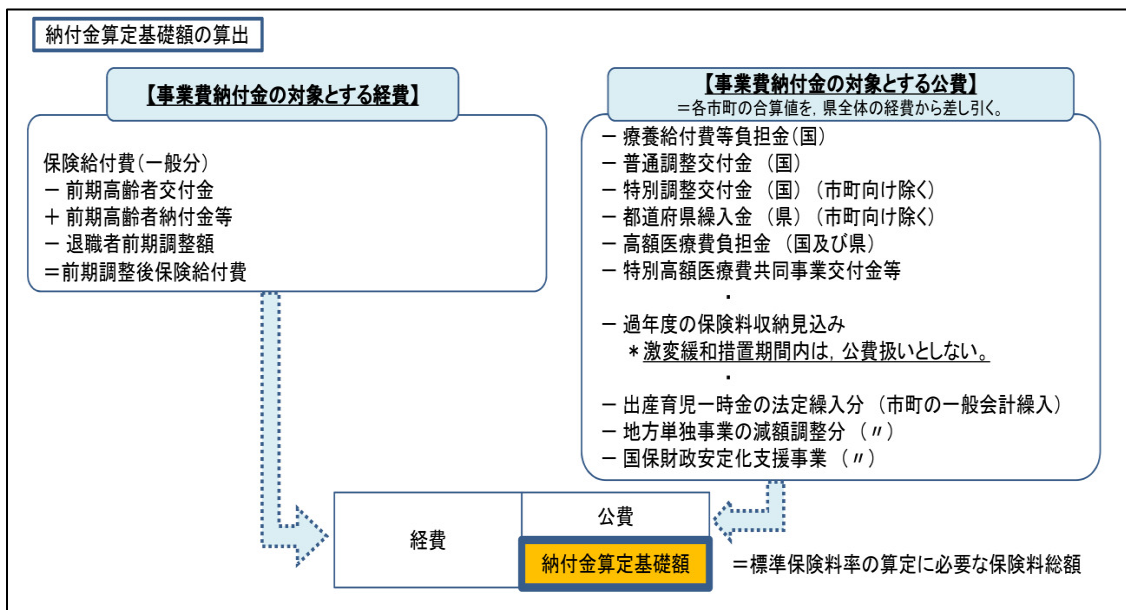 納付金算定基礎額の算出
【事業費納付金の対象とする経費】
保険給付費(一般分)
－ 前期高齢者交付金
＋ 前期高齢者納付金等
－ 退職者前期調整額
＝前期調整後保険給付費
【事業費納付金の対象とする公費】
＝各市町の合算値を，県全体の経費から差し引く。
－ 療養給付費等負担金(国)
－ 普通調整交付金 (国)
－ 特別調整交付金 (国) (市町向け除く)
－ 都道府県繰入金 (県) (市町向け除く)
－ 高額医療費負担金 (国及び県)
－ 特別高額医療費共同事業交付金等
・
－ 過年度の保険料収納見込み
＊激変緩和措置期間内は，公費扱いとしない。
・
－ 出産育児一時金の法定繰入分 (市町の一般会計繰入)
－ 地方単独事業の減額調整分 (〃)
－ 国保財政安定化支援事業 (〃)
経費
公費
納付金算定基礎額
＝標準保険料率の算定に必要な保険料総額